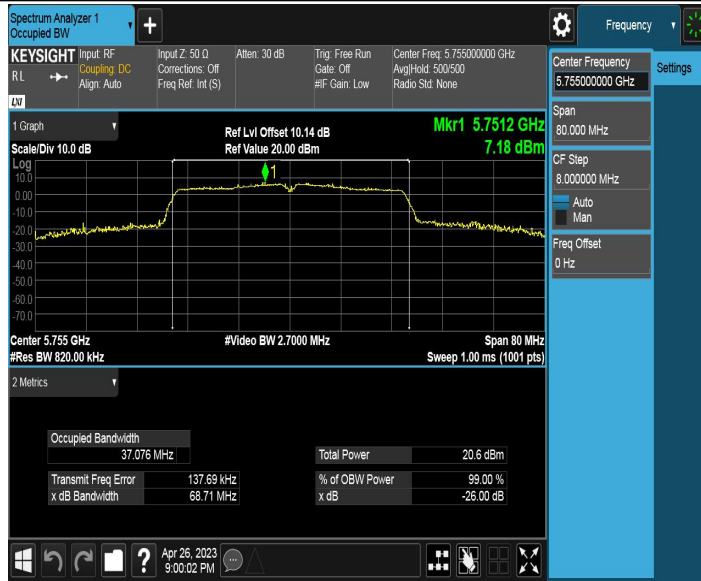 Spectrum Analyzer 1
Occupied BW
Frequency
KEYSIGHT
RL
LXI
Input: RF
Coupling: DC
Align: Auto
Input Z: 50 Ω
Corrections: Off
Freq Ref: Int (S)
Atten: 30 dB
Trig: Free Run
Gate: Off
#IF Gain: Low
Center Freq: 5.755000000 GHz
Avg|Hold: 500/500
Radio Std: None
Center Frequency
5.755000000 GHz
Settings
Span
80.000 MHz
CF Step
8.000000 MHz
Auto
Man
Freq Offset
0 Hz
1 Graph
Scale/Div 10.0 dB
Ref Lvl Offset 10.14 dB
Ref Value 20.00 dBm
Mkr1 5.7512 GHz
7.18 dBm
Log
10.0
0.00
-10.0
-20.0
-30.0
-40.0
-50.0
-60.0
-70.0
1
Center 5.755 GHz
#Res BW 820.00 kHz
#Video BW 2.7000 MHz
Span 80 MHz
Sweep 1.00 ms (1001 pts)
2 Metrics
Occupied Bandwidth
37.076 MHz
Total Power 20.6 dBm
Transmit Freq Error 137.69 kHz
% of OBW Power 99.00 %
x dB Bandwidth 68.71 MHz
x dB -26.00 dB
?
Apr 26, 2023
9:00:02 PM